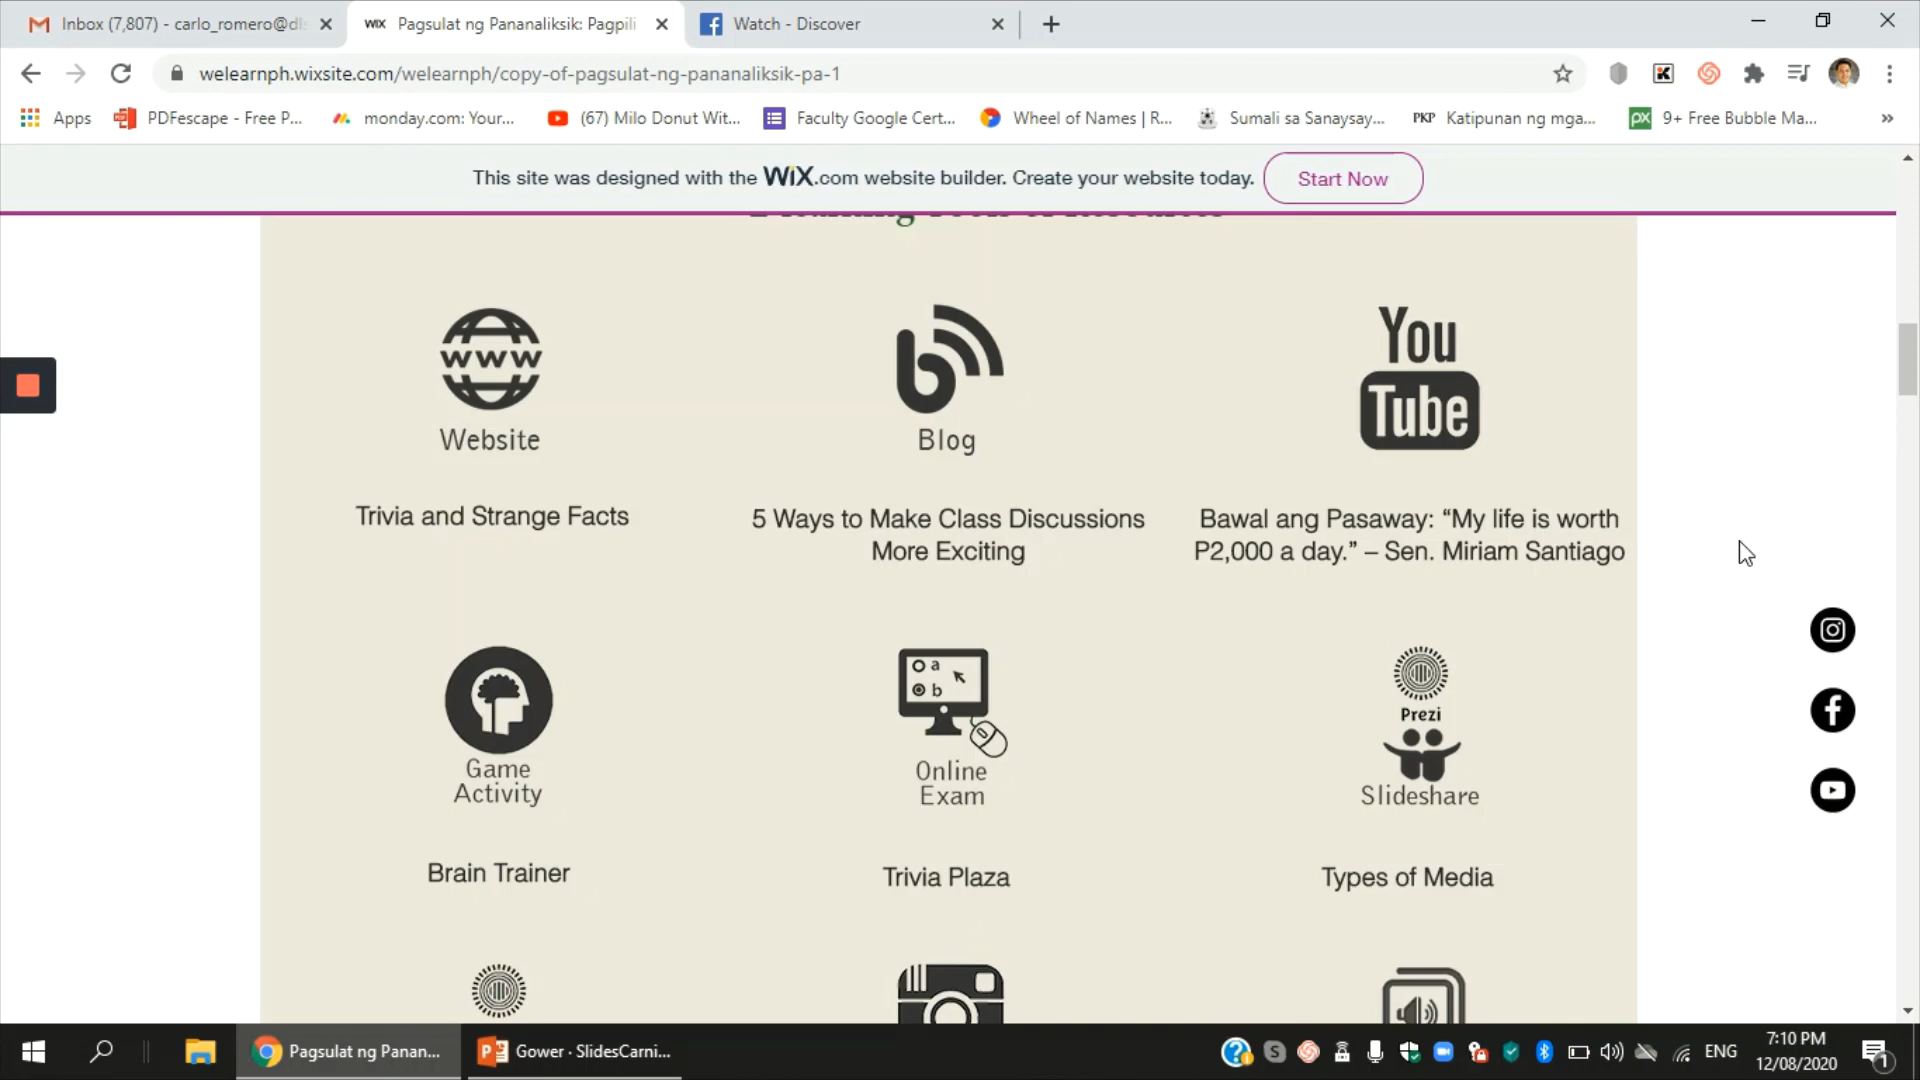 Inbox (7,807) - carlo_romero@dl
WIX Pagsulat ng Pananaliksik: Pagpili
Watch - Discover
welearnph.wixsite.com/welearnph/copy-of-pagsulat-ng-pananaliksik-pa-1
Apps
PDFescape - Free P...
monday.com: Your...
(67) Milo Donut Wit...
Faculty Google Cert...
Wheel of Names | R...
Sumali sa Sanaysay...
PKP Katipunan ng mga...
px 9+ Free Bubble Ma...
»
This site was designed with the WiX.com website builder. Create your website today.
Start Now
www
Website
Blog
You
Tube
Trivia and Strange Facts
5 Ways to Make Class Discussions
More Exciting
Bawal ang Pasaway: “My life is worth
P2,000 a day.” – Sen. Miriam Santiago
a
b
Prezi
Game
Activity
Online
Exam
Slideshare
Brain Trainer
Trivia Plaza
Types of Media
Pagsulat ng Panan...
Gower · SlidesCarni...
ENG
7:10 PM
12/08/2020
1